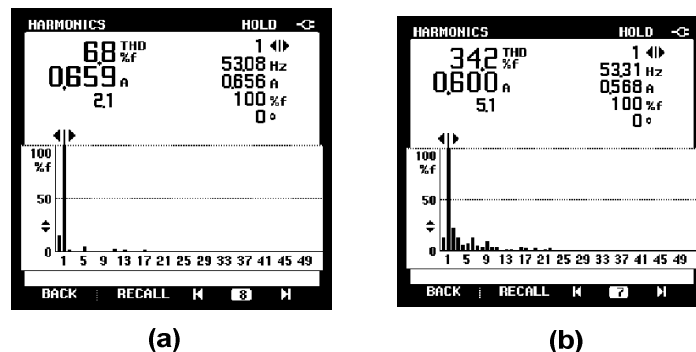 HARMONICS HOLD
6.8 THD %f 1
0.659 A 53.08 Hz
2.1 0.656 A
100 %f
0 °
100
%f
50
0
1 5 9 13 17 21 25 29 33 37 41 45 49
BACK RECALL 8
(a)
HARMONICS HOLD
34.2 THD %f 1
0.600 A 53.31 Hz
5.1 0.568 A
100 %f
0 °
100
%f
50
0
1 5 9 13 17 21 25 29 33 37 41 45 49
BACK RECALL 7
(b)